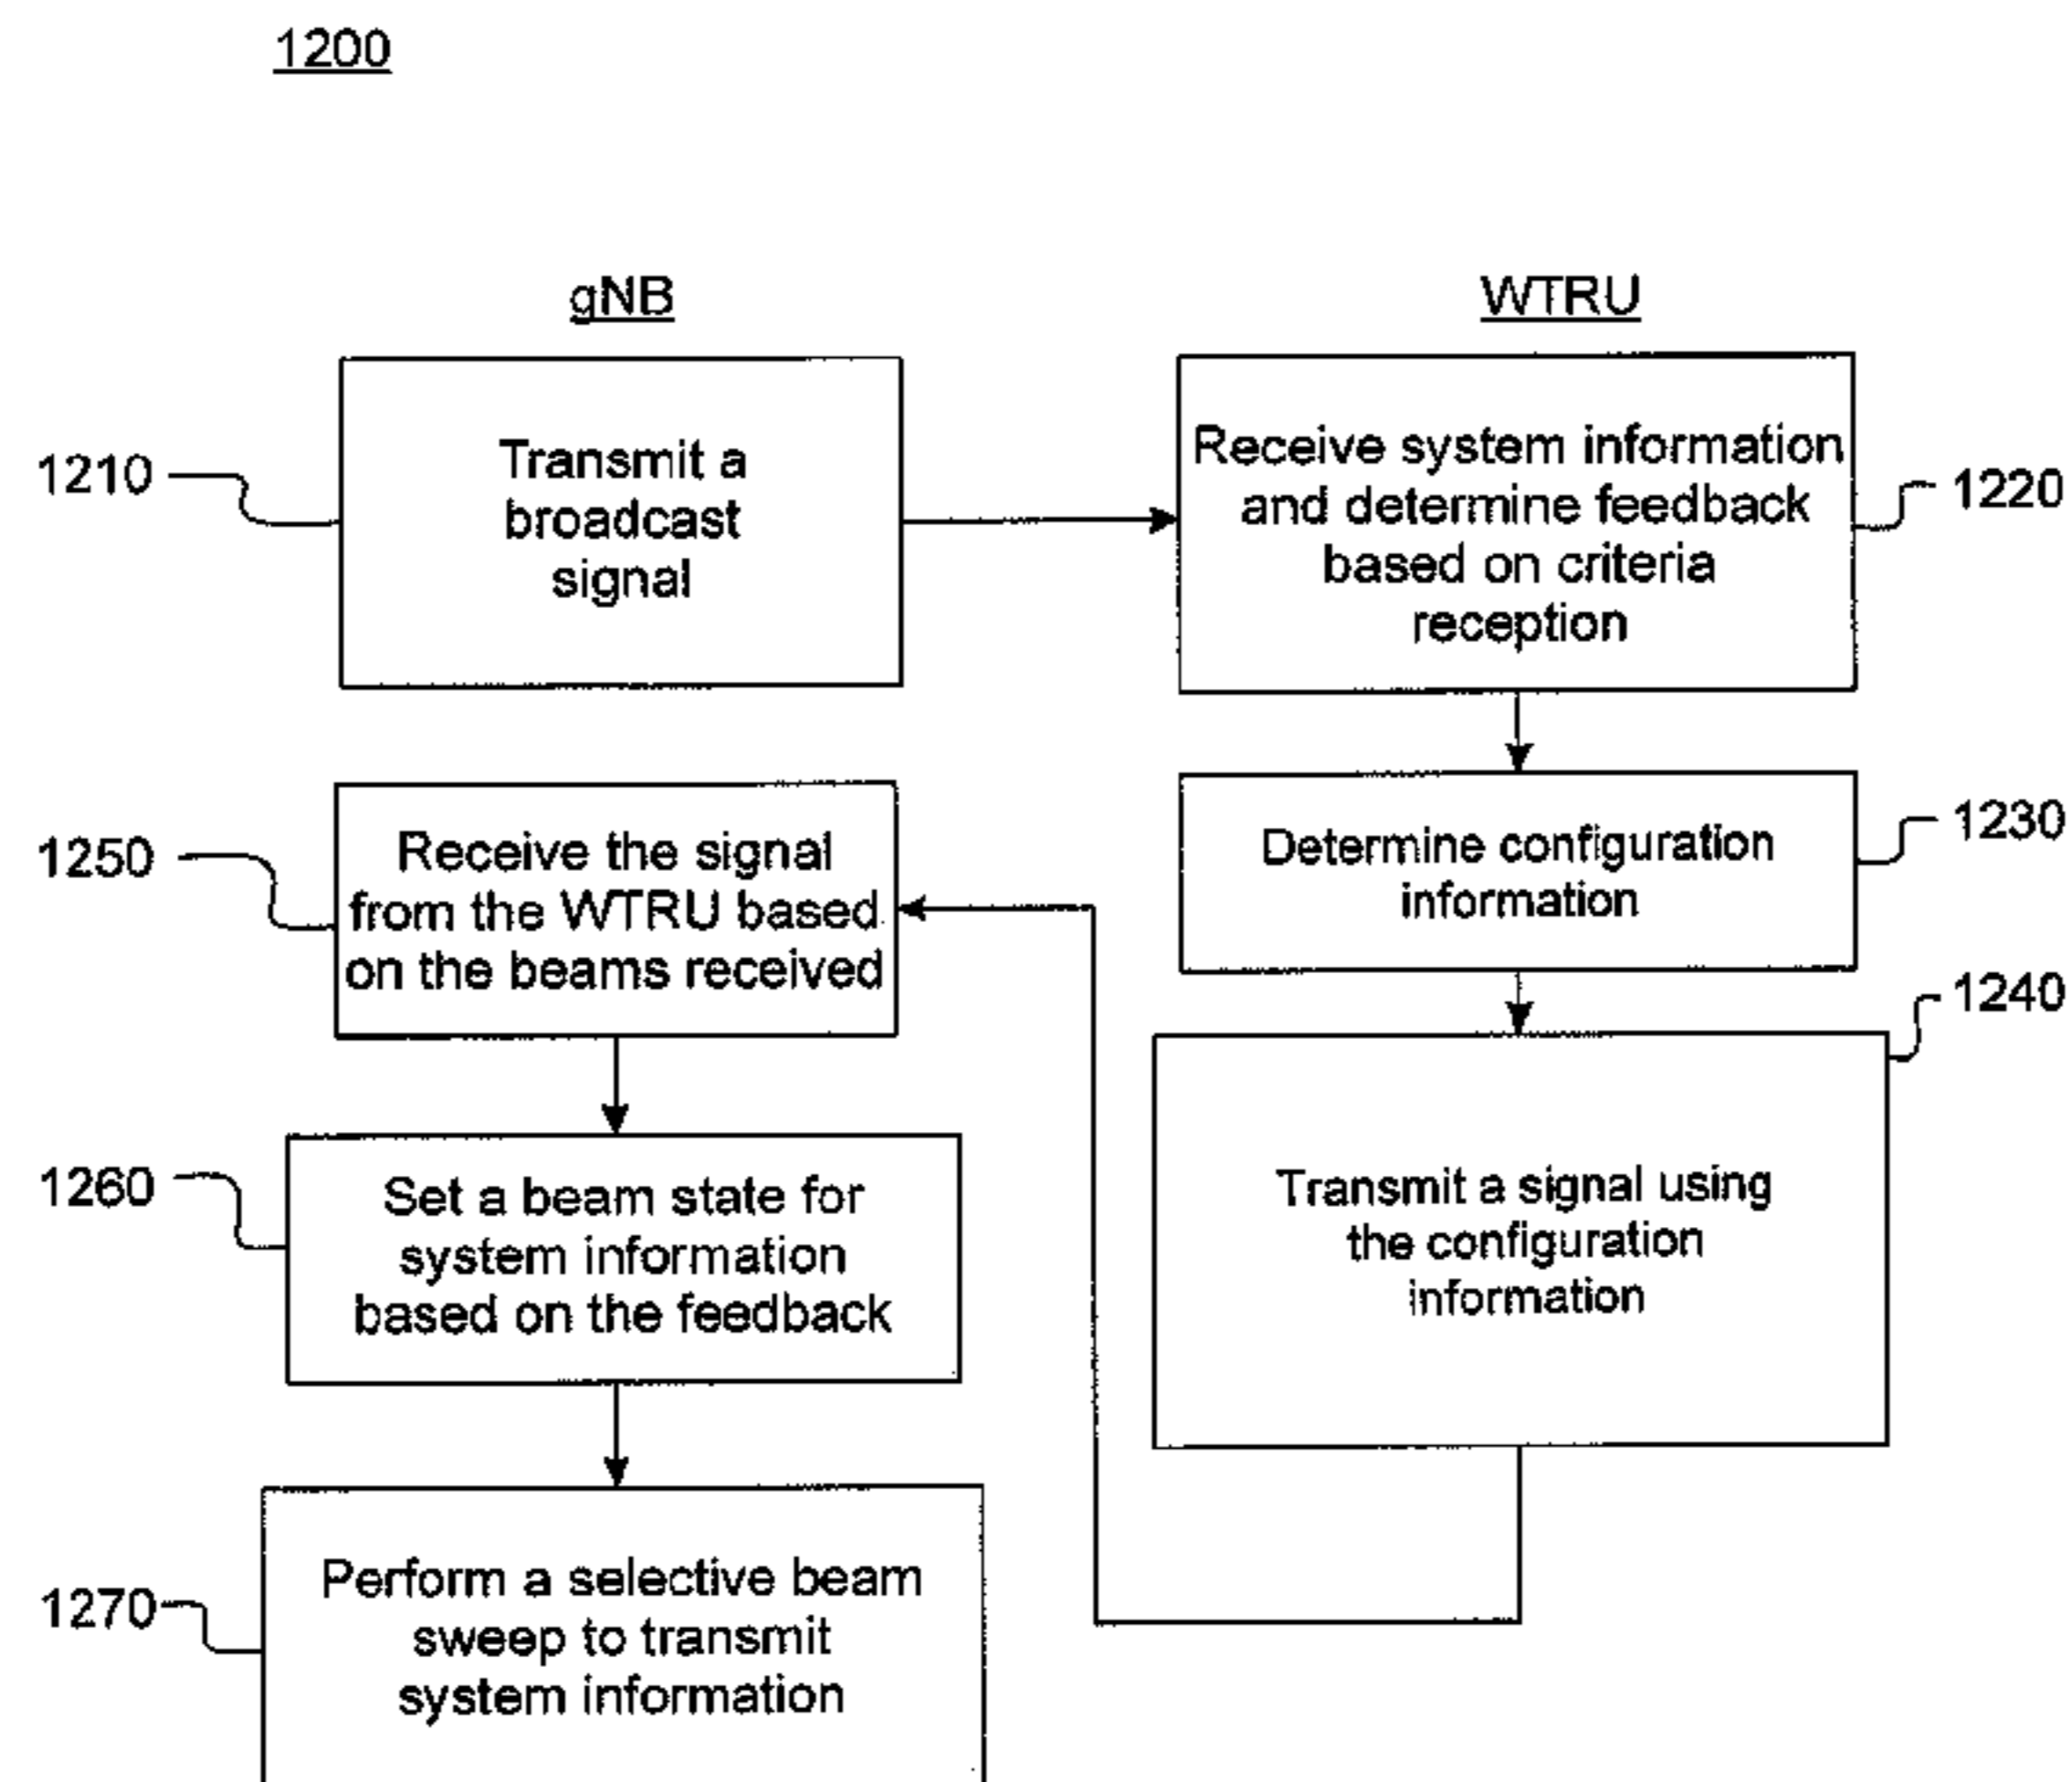 1200
gNB
WTRU
1210
Transmit a
broadcast
signal
Receive system information
and determine feedback
based on criteria
reception
1220
1250
Receive the signal
from the WTRU based
on the beams received
Determine configuration
information
1230
1240
1260
Set a beam state for
system information
based on the feedback
Transmit a signal using
the configuration
information
1270
Perform a selective beam
sweep to transmit
system information